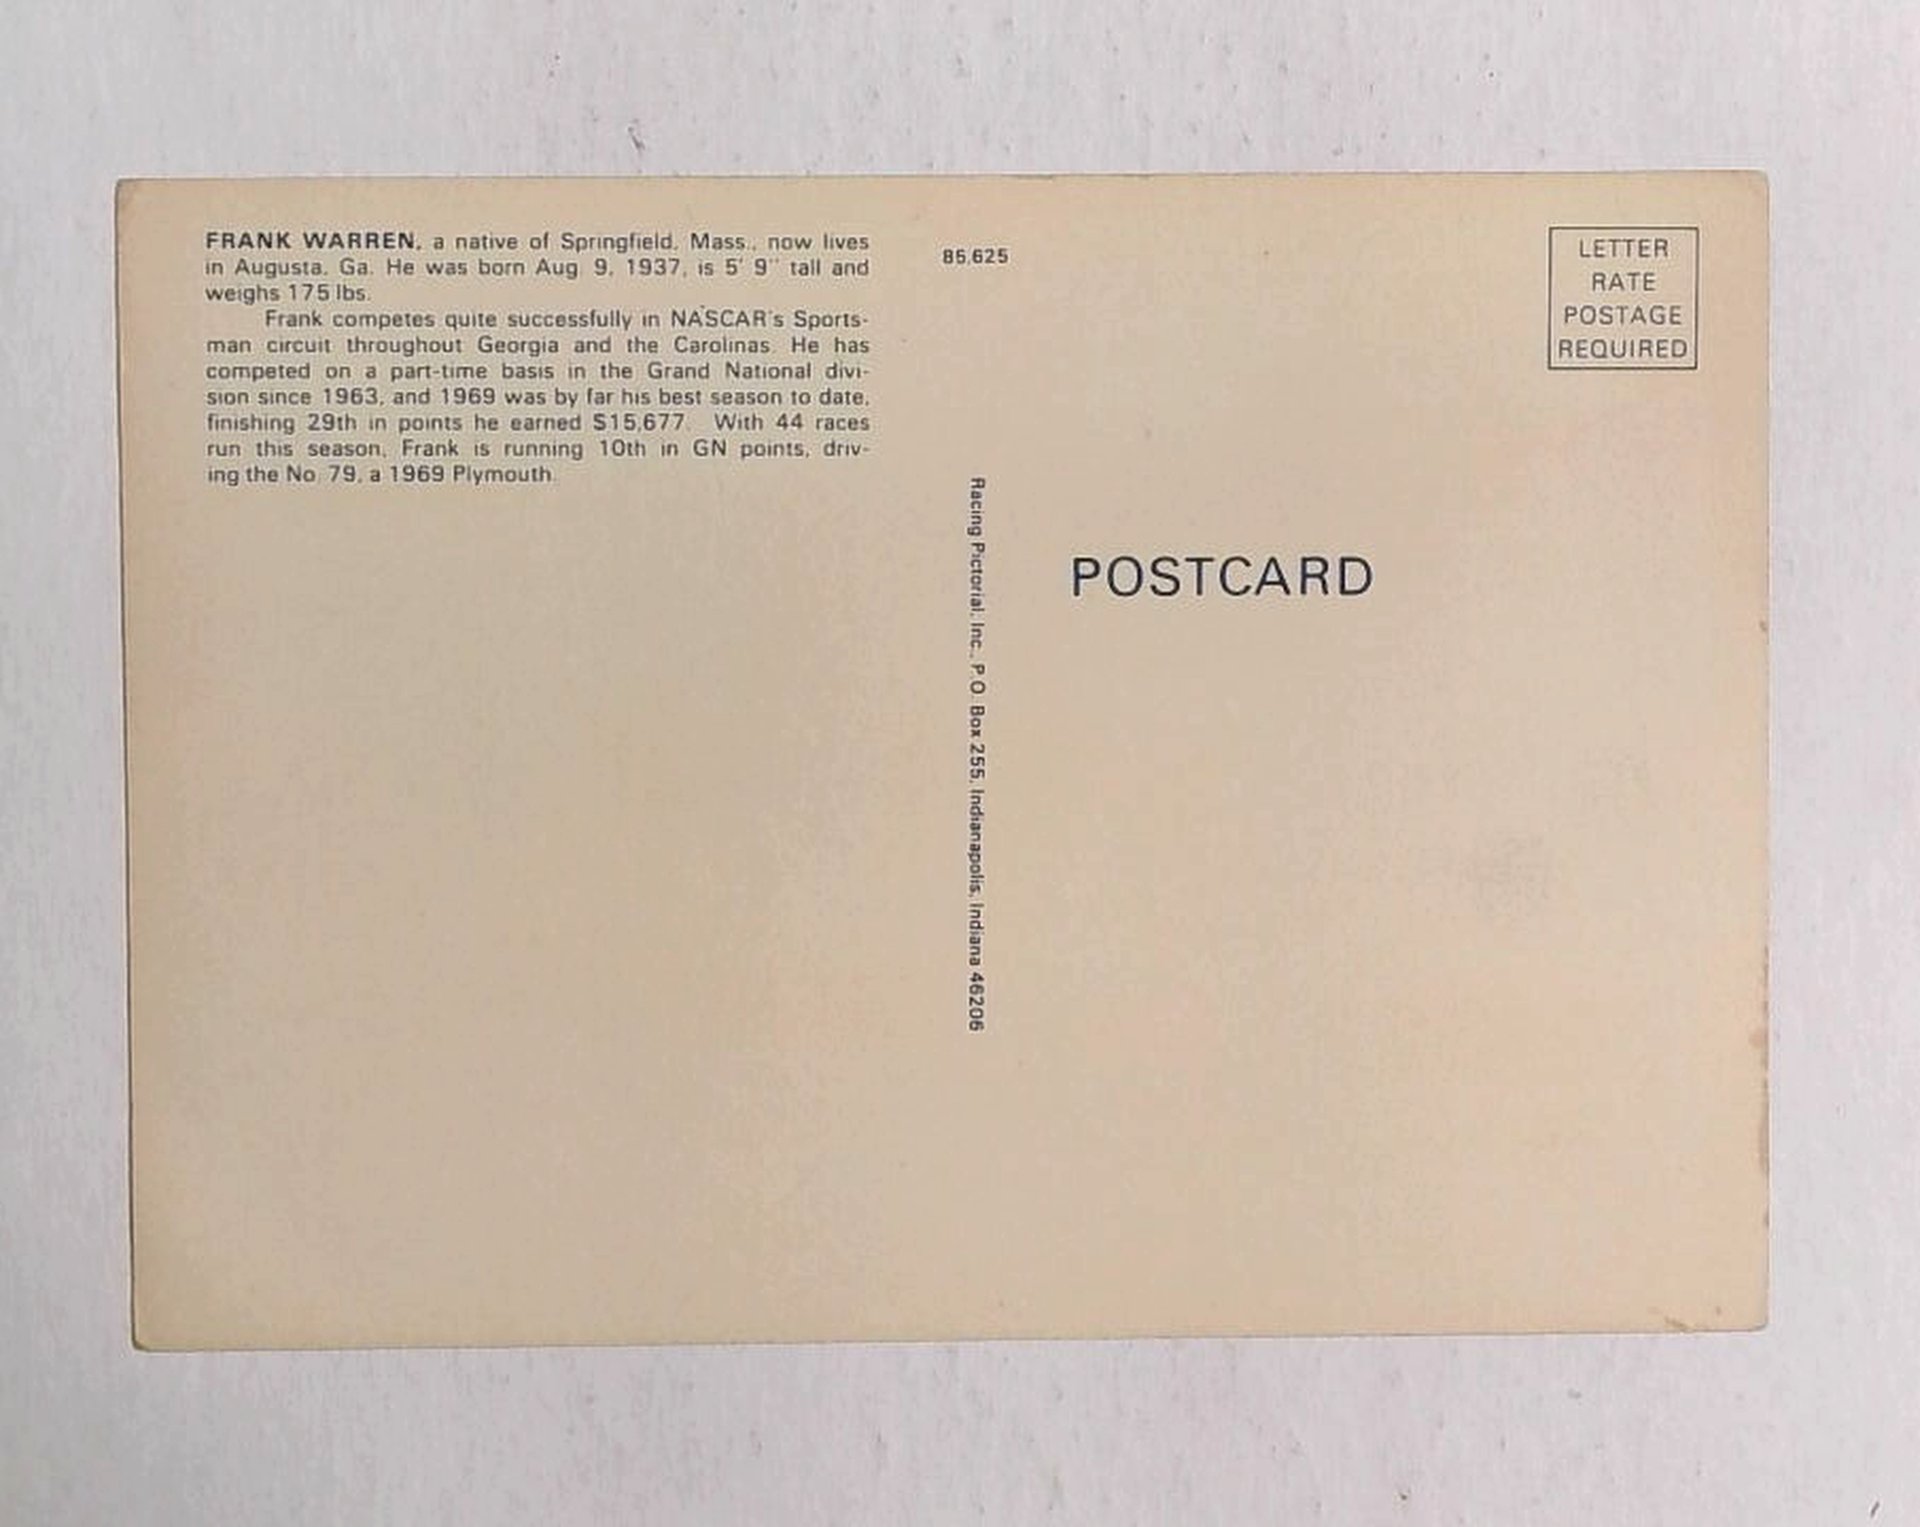 FRANK WARREN, a native of Springfield, Mass., now lives
in Augusta, Ga. He was born Aug 9, 1937, is 5' 9" tall and
weighs 175 lbs.
Frank competes quite successfully in NASCAR's Sports-
man circuit throughout Georgia and the Carolinas. He has
competed on a part-time basis in the Grand National divi-
sion since 1963, and 1969 was by far his best season to date,
finishing 29th in points he earned $15,677. With 44 races
run this season, Frank is running 10th in GN points, driv-
ing the No. 79, a 1969 Plymouth.
85,625
Racing Pictorial, Inc., P.O. Box 255, Indianapolis, Indiana 46206
POSTCARD
LETTER
RATE
POSTAGE
REQUIRED